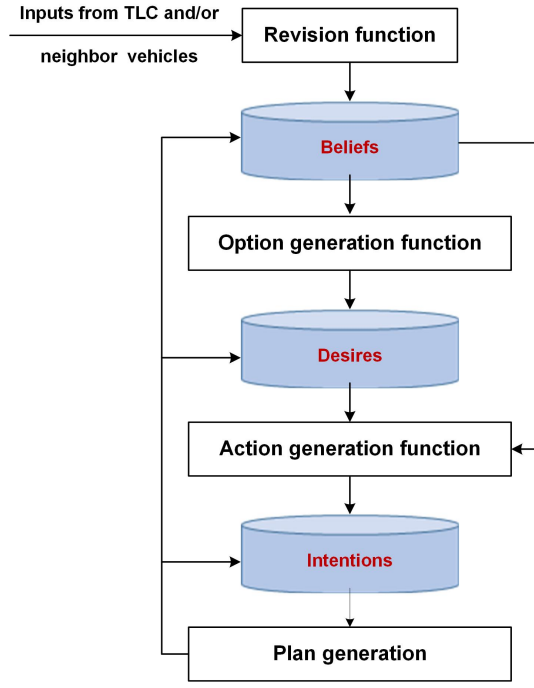 Inputs from TLC and/or
neighbor vehicles
Revision function
Beliefs
Option generation function
Desires
Action generation function
Intentions
Plan generation